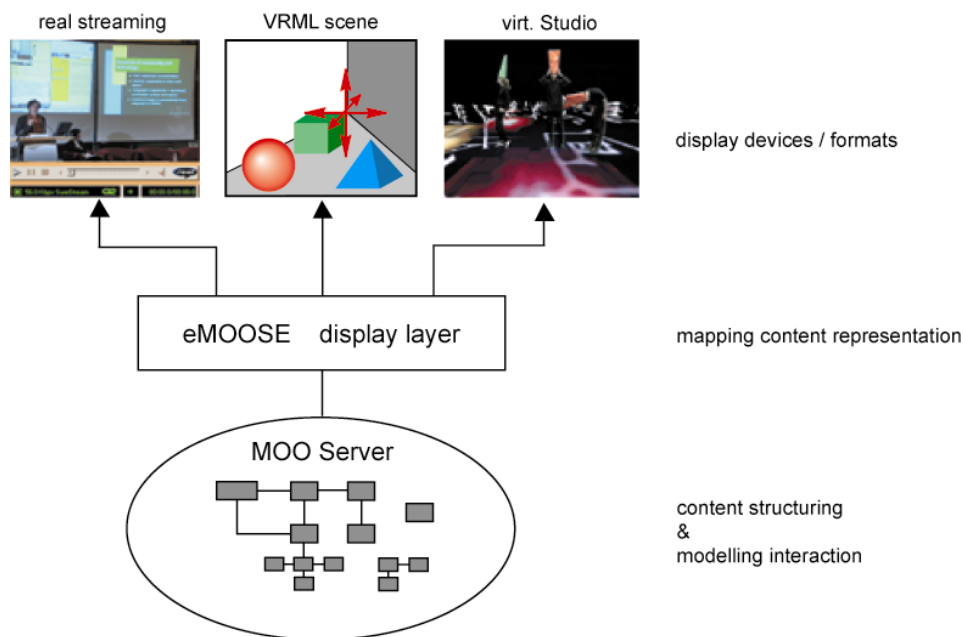 real streaming
VRML scene
virt. Studio
display devices / formats
eMOOSE display layer
mapping content representation
MOO Server
content structuring
&
modelling interaction